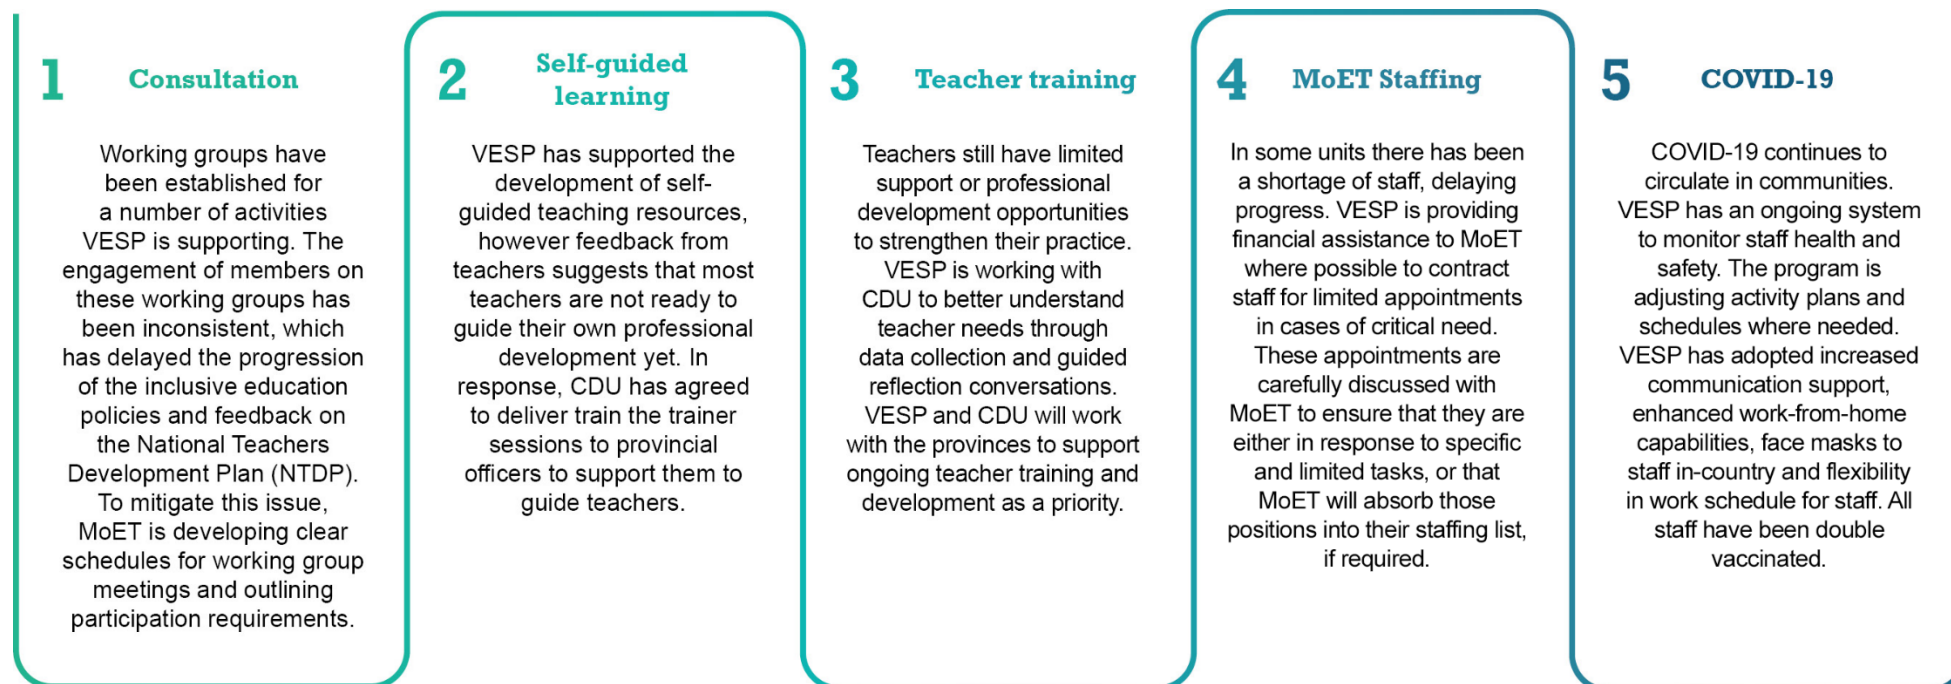 1
Consultation
Working groups have
been established for
a number of activities
VESP is supporting. The
engagement of members on
these working groups has
been inconsistent, which
has delayed the progression
of the inclusive education
policies and feedback on
the National Teachers
Development Plan (NTDP).
To mitigate this issue,
MoET is developing clear
schedules for working group
meetings and outlining
participation requirements.
2
Self-guided
learning
VESP has supported the
development of self-
guided teaching resources,
however feedback from
teachers suggests that most
teachers are not ready to
guide their own professional
development yet. In
response, CDU has agreed
to deliver train the trainer
sessions to provincial
officers to support them to
guide teachers.
3
Teacher training
Teachers still have limited
support or professional
development opportunities
to strengthen their practice.
VESP is working with
CDU to better understand
teacher needs through
data collection and guided
reflection conversations.
VESP and CDU will work
with the provinces to support
ongoing teacher training and
development as a priority.
4
MoET Staffing
In some units there has been
a shortage of staff, delaying
progress. VESP is providing
financial assistance to MoET
where possible to contract
staff for limited appointments
in cases of critical need.
These appointments are
carefully discussed with
MoET to ensure that they are
either in response to specific
and limited tasks, or that
MoET will absorb those
positions into their staffing list,
if required.
5
COVID-19
COVID-19 continues to
circulate in communities.
VESP has an ongoing system
to monitor staff health and
safety. The program is
adjusting activity plans and
schedules where needed.
VESP has adopted increased
communication support,
enhanced work-from-home
capabilities, face masks to
staff in-country and flexibility
in work schedule for staff. All
staff have been double
vaccinated.